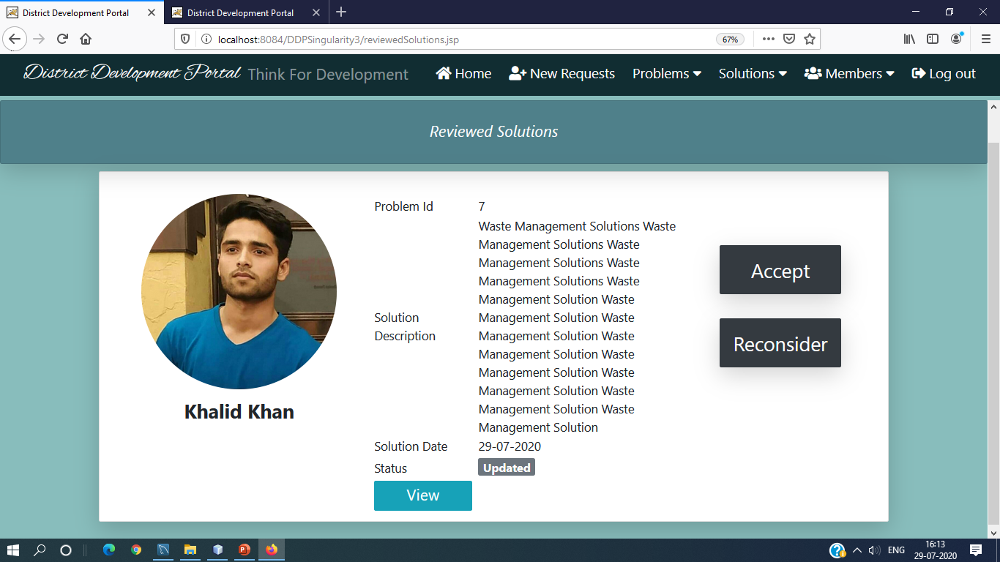 District Development Portal
District Development Portal
localhost:8084/DDPSingularity3/reviewedSolutions.jsp
67%
District Development Portal Think For Development Home New Requests Problems Solutions Members Log out
Reviewed Solutions
Khalid Khan
Problem Id 7
Solution Description
Waste Management Solutions Waste
Management Solutions Waste
Management Solutions Waste
Management Solutions Waste
Management Solution Waste
Management Solution Waste
Management Solution Waste
Management Solution Waste
Management Solution Waste
Management Solution Waste
Management Solution Waste
Management Solution
Solution Date 29-07-2020
Status Updated
View
Accept
Reconsider
ENG
16:13
29-07-2020